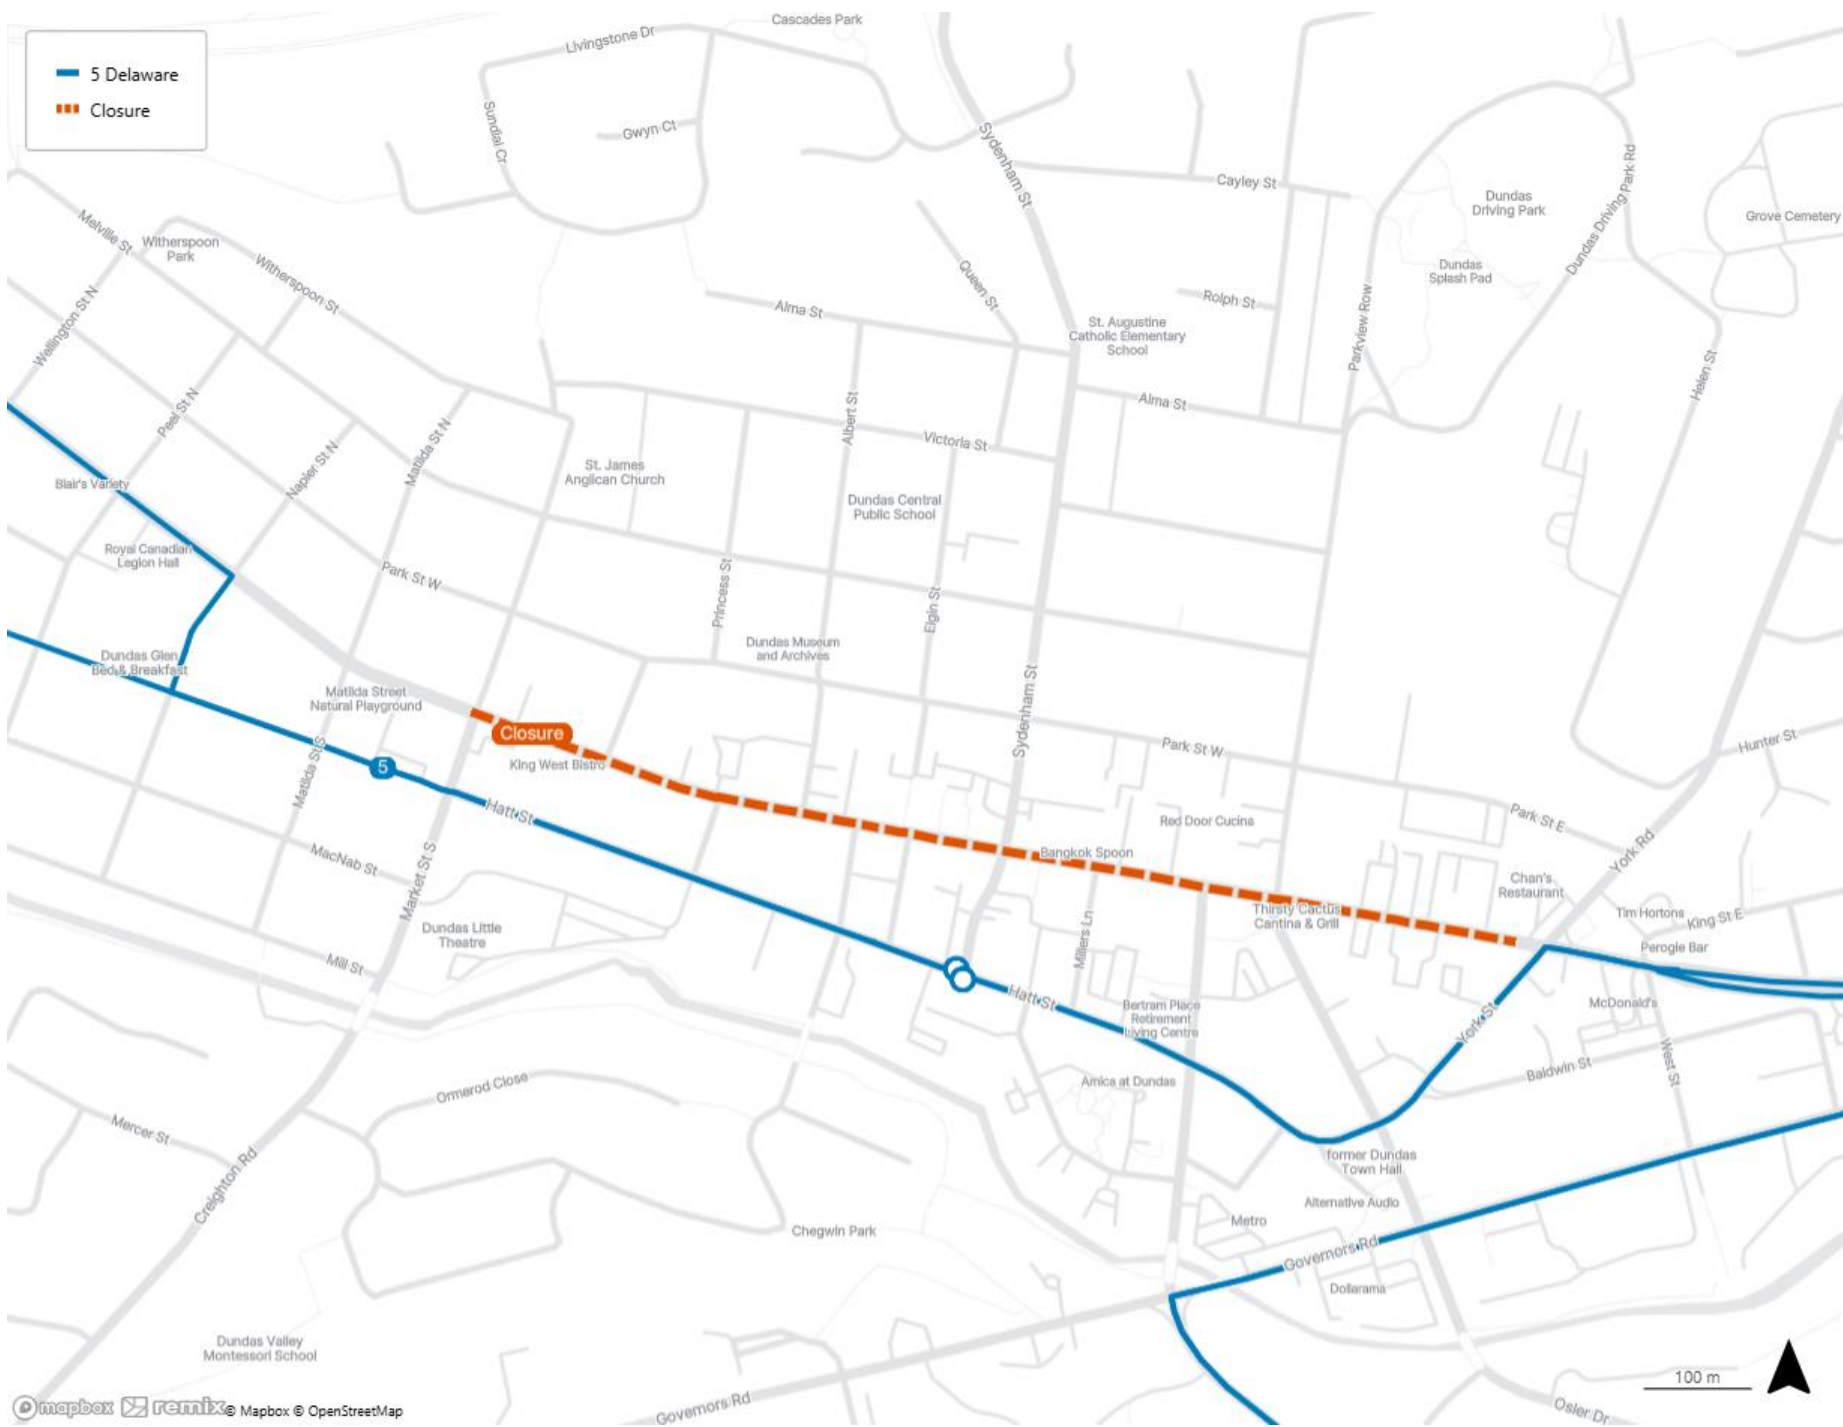 5 Delaware
Closure
Cascades Park
Livingstone Dr
Sundial Cr
Gwyn Ct
Sydenham St
Cayley St
Dundas
Driving Park
Dundas Driving Park Rd
Grove Cemetery
Melville St
Witherspoon
Park
Witherspoon St
Wellington St N
Queen St
Dundas
Splash Pad
Alma St
Rolph St
St. Augustine
Catholic Elementary
School
Parkview Row
Helen St
Peel St N
Alma St
Albert St
Victoria St
Matilda St N
Napier St N
Blair's Variety
St. James
Anglican Church
Dundas Central
Public School
Royal Canadian
Legion Hall
Park St W
Princess St
Elgin St
Dundas Museum
and Archives
Dundas Glen
Bed & Breakfast
Matilda Street
Natural Playground
Sydenham St
Closure
King West Bistro
Park St W
Hunter St
5
Matilda St S
Hatt St
Red Door Cucina
Park St E
York Rd
MacNab St
Market St S
Bangkok Spoon
Chan's
Restaurant
Thirsty Cactus
Cantina & Grill
Tim Hortons
King St E
Perogie Bar
Dundas Little
Theatre
Millers Ln
Mill St
Hatt St
Bertram Place
Retirement
Living Centre
McDonald's
York St
West St
Baldwin St
Amica at Dundas
Ormerod Close
Mercer St
former Dundas
Town Hall
Creighton Rd
Alternative Audio
Metro
Chegwin Park
Governors Rd
Dollarama
Dundas Valley
Montessori School
100 m
Governors Rd
Osler Dr
mapbox remix © Mapbox © OpenStreetMap